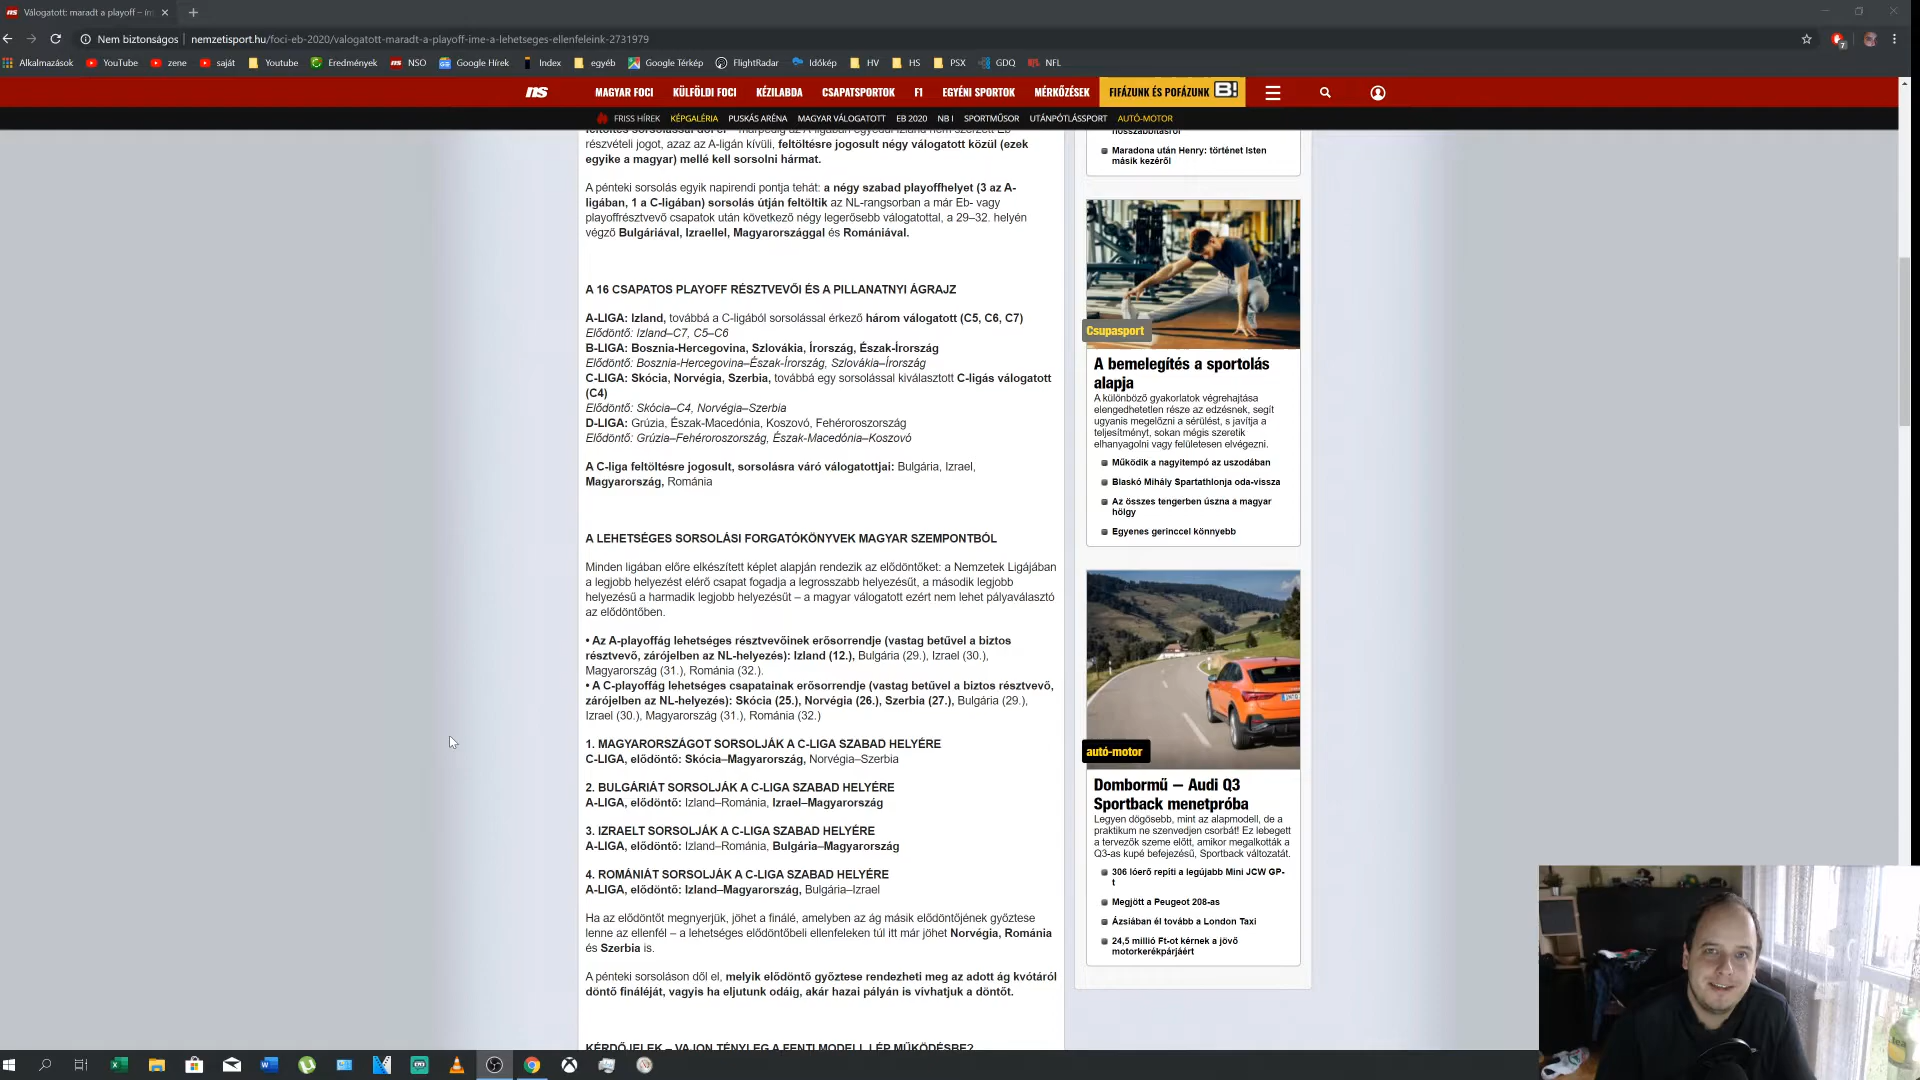 Válogatott: maradt a playoff – ím
Nem biztonságos
nemzetisport.hu/foci-eb-2020/valogatott-maradt-a-playoff-ime-a-lehetseges-ellenfeleink-2731979
Alkalmazások YouTube zene saját Youtube Eredmények NSO Google Hírek Index egyéb Google Térkép FlightRadar Időkép HV HS PSX GDQ NFL
ns MAGYAR FOCI KÜLFÖLDI FOCI KÉZILABDA CSAPATSPORTOK F1 EGYÉNI SPORTOK MÉRKŐZÉSEK FIFÁZUNK ÉS POFÁZUNK B!
FRISS HÍREK KÉPGALÉRIA PUSKÁS ARÉNA MAGYAR VÁLOGATOTT EB 2020 NB I SPORTMŰSOR UTÁNPÓTLÁSSPORT AUTÓ-MOTOR
részvételi jogot, azaz az A-ligán kívüli, feltöltésre jogosult négy válogatott közül (ezek
egyike a magyar) mellé kell sorsolni hármat.
A pénteki sorsolás egyik napirendi pontja tehát: a négy szabad playoffhelyet (3 az A-
ligában, 1 a C-ligában) sorsolás útján feltöltik az NL-rangsorban a már Eb- vagy
playoffrésztvevő csapatok után következő négy legerősebb válogatottal, a 29–32. helyén
végző Bulgáriával, Izraellel, Magyarországgal és Romániával.
A 16 CSAPATOS PLAYOFF RÉSZTVEVŐI ÉS A PILLANATNYI ÁGRAJZ
A-LIGA: Izland, továbbá a C-ligából sorsolással érkező három válogatott (C5, C6, C7)
Elődöntő: Izland–C7, C5–C6
B-LIGA: Bosznia-Hercegovina, Szlovákia, Írország, Észak-Írország
Elődöntő: Bosznia-Hercegovina–Észak-Írország, Szlovákia–Írország
C-LIGA: Skócia, Norvégia, Szerbia, továbbá egy sorsolással kiválasztott C-ligás válogatott
(C4)
Elődöntő: Skócia–C4, Norvégia–Szerbia
D-LIGA: Grúzia, Észak-Macedónia, Koszovó, Fehéroroszország
Elődöntő: Grúzia–Fehéroroszország, Észak-Macedónia–Koszovó
A C-liga feltöltésre jogosult, sorsolásra váró válogatottjai: Bulgária, Izrael,
Magyarország, Románia
A LEHETSÉGES SORSOLÁSI FORGATÓKÖNYVEK MAGYAR SZEMPONTBÓL
Minden ligában előre elkészített képlet alapján rendezik az elődöntőket: a Nemzetek Ligájában
a legjobb helyezést elérő csapat fogadja a legrosszabb helyezésűt, a második legjobb
helyezésű a harmadik legjobb helyezésűt – a magyar válogatott ezért nem lehet pályaválasztó
az elődöntőben.
• Az A-playoffág lehetséges résztvevőinek erősorrendje (vastag betűvel a biztos
résztvevő, zárójelben az NL-helyezés): Izland (12.), Bulgária (29.), Izrael (30.),
Magyarország (31.), Románia (32.).
• A C-playoffág lehetséges csapatainak erősorrendje (vastag betűvel a biztos résztvevő,
zárójelben az NL-helyezés): Skócia (25.), Norvégia (26.), Szerbia (27.), Bulgária (29.),
Izrael (30.), Magyarország (31.), Románia (32.)
1. MAGYARORSZÁGOT SORSOLJÁK A C-LIGA SZABAD HELYÉRE
C-LIGA, elődöntő: Skócia–Magyarország, Norvégia–Szerbia
2. BULGÁRIÁT SORSOLJÁK A C-LIGA SZABAD HELYÉRE
A-LIGA, elődöntő: Izland–Románia, Izrael–Magyarország
3. IZRAELT SORSOLJÁK A C-LIGA SZABAD HELYÉRE
A-LIGA, elődöntő: Izland–Románia, Bulgária–Magyarország
4. ROMÁNIÁT SORSOLJÁK A C-LIGA SZABAD HELYÉRE
A-LIGA, elődöntő: Izland–Magyarország, Bulgária–Izrael
Ha az elődöntőt megnyerjük, jöhet a finálé, amelyben az ág másik elődöntőjének győztese
lenne az ellenfél – a lehetséges elődöntőbeli ellenfeleken túl itt már jöhet Norvégia, Románia
és Szerbia is.
A pénteki sorsoláson dől el, melyik elődöntő győztese rendezheti meg az adott ág kvótáról
döntő fináléját, vagyis ha eljutunk odáig, akár hazai pályán is vívhatjuk a döntőt.
KÉRDŐJELEK – VAJON TÉNYLEG A FENTI MODELL LÉP MŰKÖDÉSBE?
hosszabbításról
Maradona után Henry: történet Isten
másik kezéről
Csupasport
A bemelegítés a sportolás
alapja
A különböző gyakorlatok végrehajtása
elengedhetetlen része az edzésnek, segít
ugyanis megelőzni a sérülést, s javítja a
teljesítményt, sokan mégis szeretik
elhanyagolni vagy felületesen elvégezni.
Működik a nagyitempó az uszodában
Biaskó Mihály Spartathlonja oda-vissza
Az összes tengerben úszna a magyar
hölgy
Egyenes gerinccel könnyebb
autó-motor
Dombormű — Audi Q3
Sportback menetpróba
Legyen dögösebb, mint az alapmodell, de a
praktikum ne szenvedjen csorbát! Ez lebegett
a tervezők szeme előtt, amikor megalkották a
Q3-as kupé befejezésű, Sportback változatát.
306 lóerő repíti a legújabb Mini JCW GP-
t
Megjött a Peugeot 208-as
Ázsiában él tovább a London Taxi
24,5 millió Ft-ot kérnek a jövő
motorkerékpárjáért